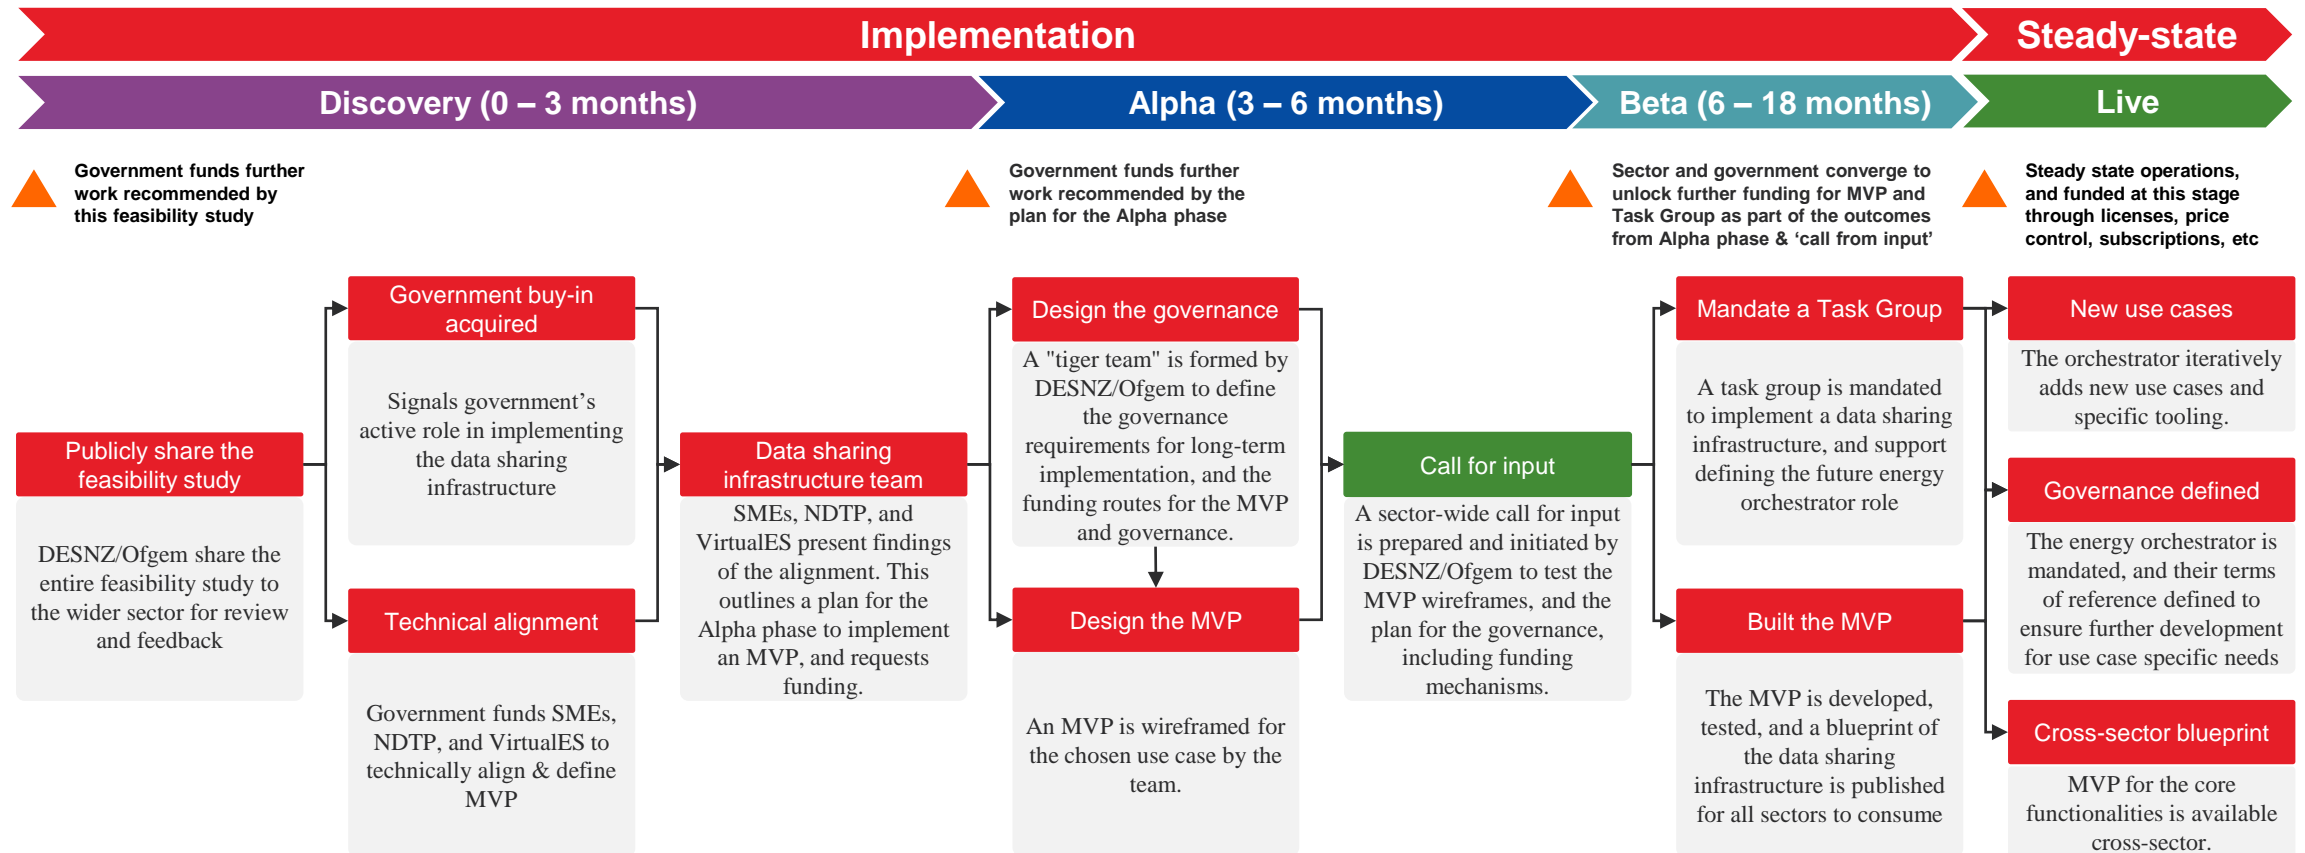 Implementation
Steady-state
Discovery (0 – 3 months)
Alpha (3 – 6 months)
Beta (6 – 18 months)
Live
Government funds further
work recommended by
this feasibility study
Government funds further
work recommended by the
plan for the Alpha phase
Sector and government converge to
unlock further funding for MVP and
Task Group as part of the outcomes
from Alpha phase & ‘call from input’
Steady state operations,
and funded at this stage
through licenses, price
control, subscriptions, etc
Publicly share the
feasibility study
DESNZ/Ofgem share the
entire feasibility study to
the wider sector for review
and feedback
Government buy-in
acquired
Signals government’s
active role in implementing
the data sharing
infrastructure
Technical alignment
Government funds SMEs,
NDTP, and VirtualES to
technically align & define
MVP
Data sharing
infrastructure team
SMEs, NDTP, and
VirtualES present findings
of the alignment. This
outlines a plan for the
Alpha phase to implement
an MVP, and requests
funding.
Design the governance
A "tiger team" is formed by
DESNZ/Ofgem to define
the governance
requirements for long-term
implementation, and the
funding routes for the MVP
and governance.
Design the MVP
An MVP is wireframed for
the chosen use case by the
team.
Call for input
A sector-wide call for input
is prepared and initiated by
DESNZ/Ofgem to test the
MVP wireframes, and the
plan for the governance,
including funding
mechanisms.
Mandate a Task Group
A task group is mandated
to implement a data sharing
infrastructure, and support
defining the future energy
orchestrator role
Built the MVP
The MVP is developed,
tested, and a blueprint of
the data sharing
infrastructure is published
for all sectors to consume
New use cases
The orchestrator iteratively
adds new use cases and
specific tooling.
Governance defined
The energy orchestrator is
mandated, and their terms
of reference defined to
ensure further development
for use case specific needs
Cross-sector blueprint
MVP for the core
functionalities is available
cross-sector.